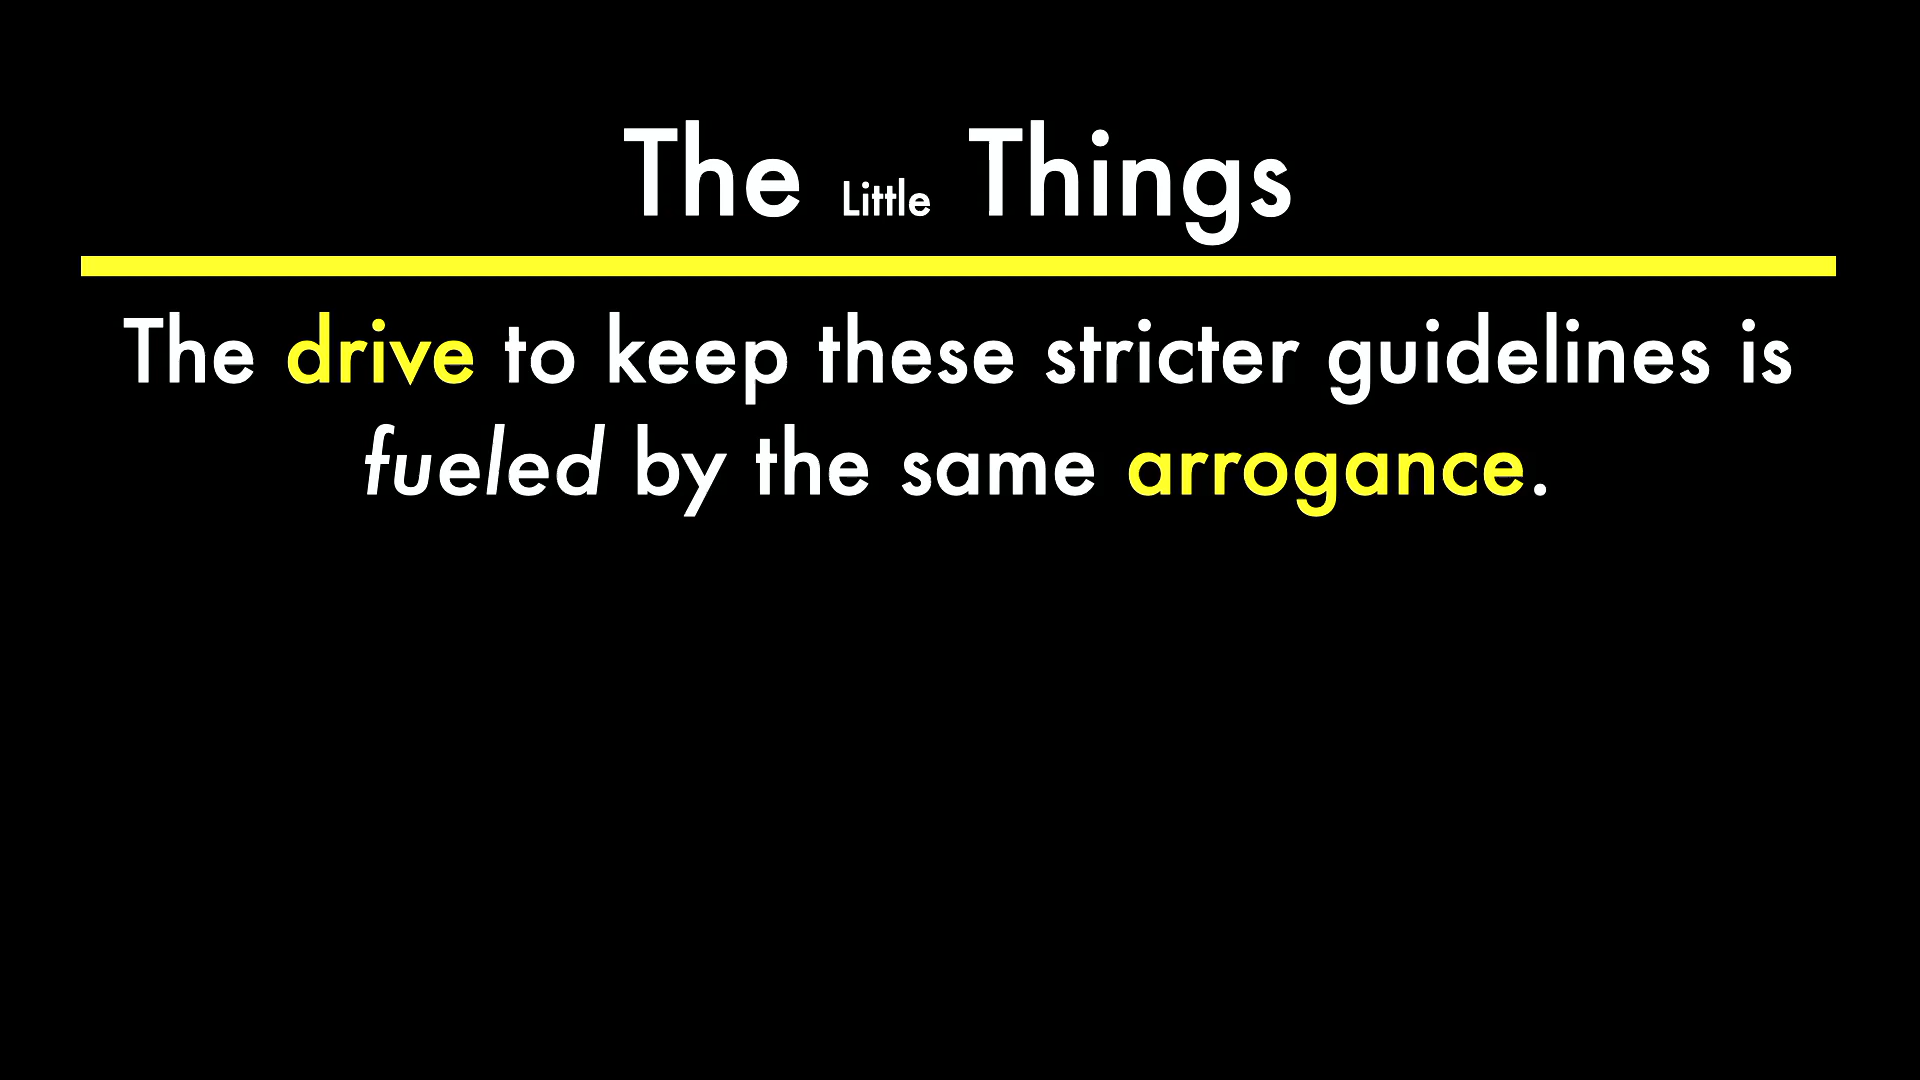 The Little Things
The drive to keep these stricter guidelines is
fueled by the same arrogance.